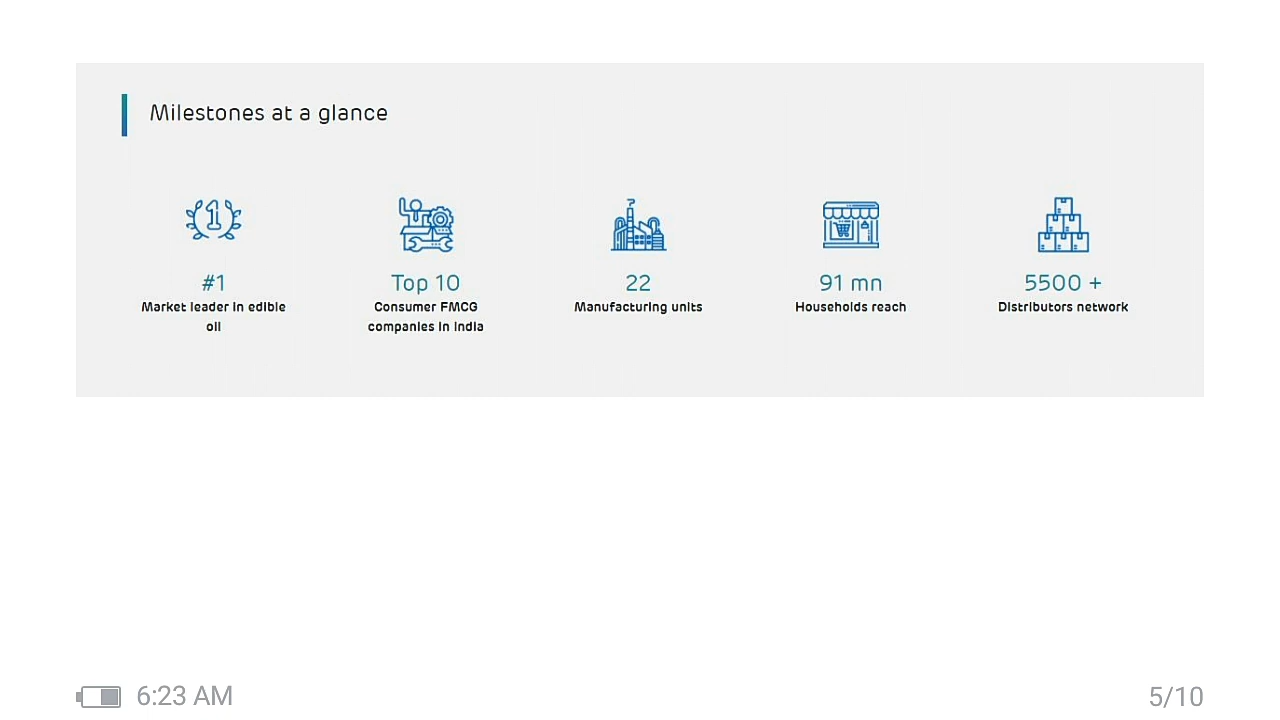 Milestones at a glance
#1
Market leader in edible
oil
Top 10
Consumer FMCG
companies in India
22
Manufacturing units
91 mn
Households reach
5500 +
Distributors network
6:23 AM
5/10